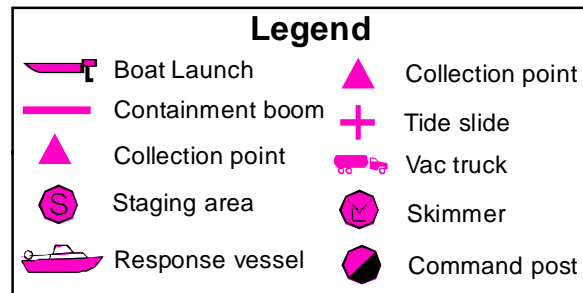 Legend
Boat Launch
Containment boom
Collection point
S
Staging area
Response vessel
Collection point
Tide slide
Vac truck
Skimmer
Command post